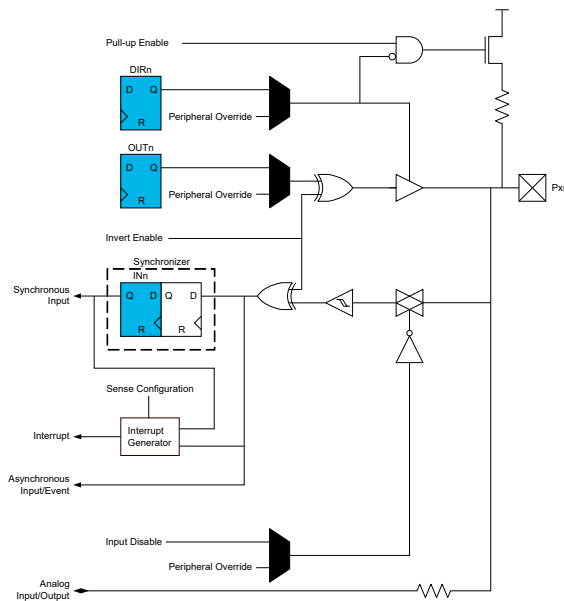 Pull-up Enable
DIRn
D Q
R
Peripheral Override
OUTn
D Q
R
Peripheral Override
Pxn
Invert Enable
Synchronizer
INn
Synchronous
Input
Q D Q D
R R
Sense Configuration
Interrupt
Interrupt
Generator
Asynchronous
Input/Event
Input Disable
Peripheral Override
Analog
Input/Output